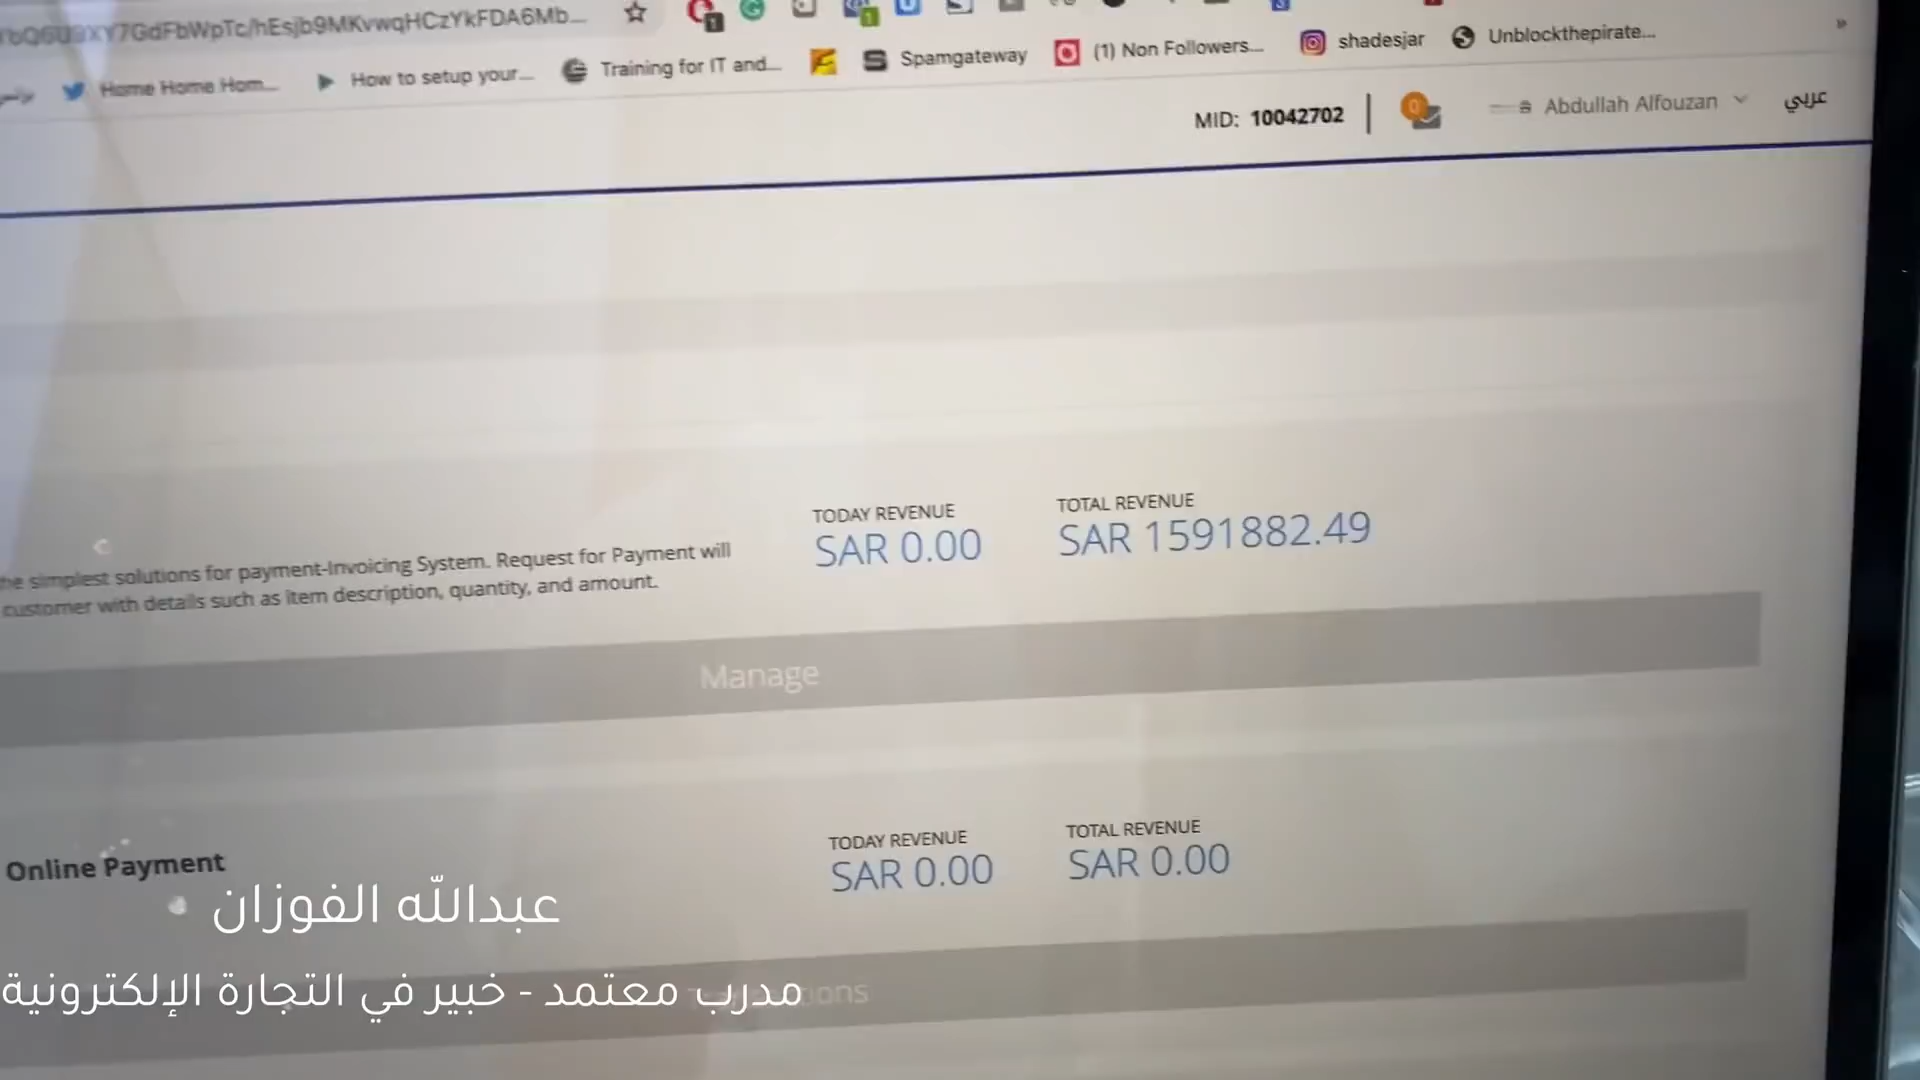 Y7GdFbWpTc/hEsjb9MKvwqHCzYkFDA6Mb...
Home Home Hom... How to setup your... Training for IT and... Spamgateway (1) Non Followers... shadesjar Unblockthepirate... »
MID: 10042702 0 Abdullah Alfouzan عربي
TODAY REVENUE TOTAL REVENUE
SAR 0.00 SAR 1591882.49
he simplest solutions for payment-Invoicing System. Request for Payment will
customer with details such as item description, quantity, and amount.
Manage
Online Payment
TODAY REVENUE TOTAL REVENUE
SAR 0.00 SAR 0.00
عبدالله الفوزان
مدرب معتمد - خبير في التجارة الإلكترونية